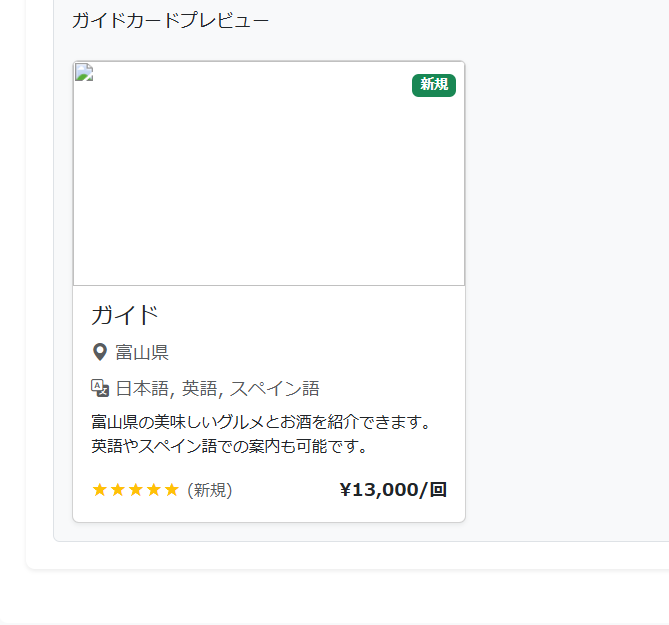 ガイドカードプレビュー
新規
ガイド
富山県
日本語, 英語, スペイン語
富山県の美味しいグルメとお酒を紹介できます。
英語やスペイン語での案内も可能です。
★★★★★ (新規) ¥13,000/回